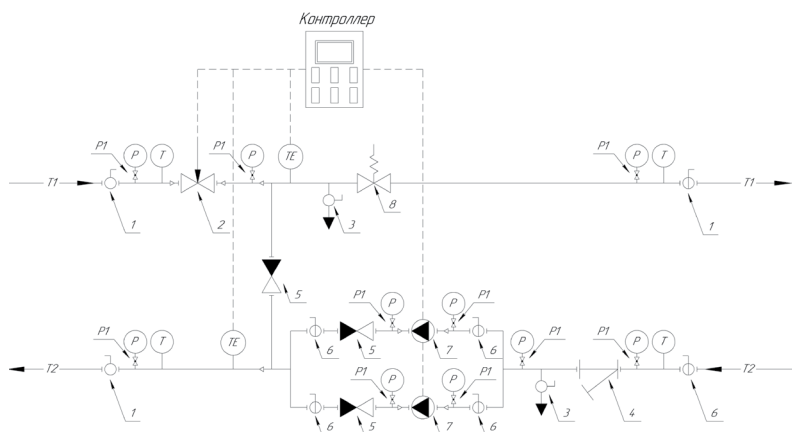 Контроллер
P1 P T P1 P TE P1 P T
T1 T1
1 2 3 8 1
5
P1 P P1 P
6 5 7 6
P1 P T TE P1 P P1 P T
T2 T2
1 3 4 6
P1 P P1 P
6 5 7 6